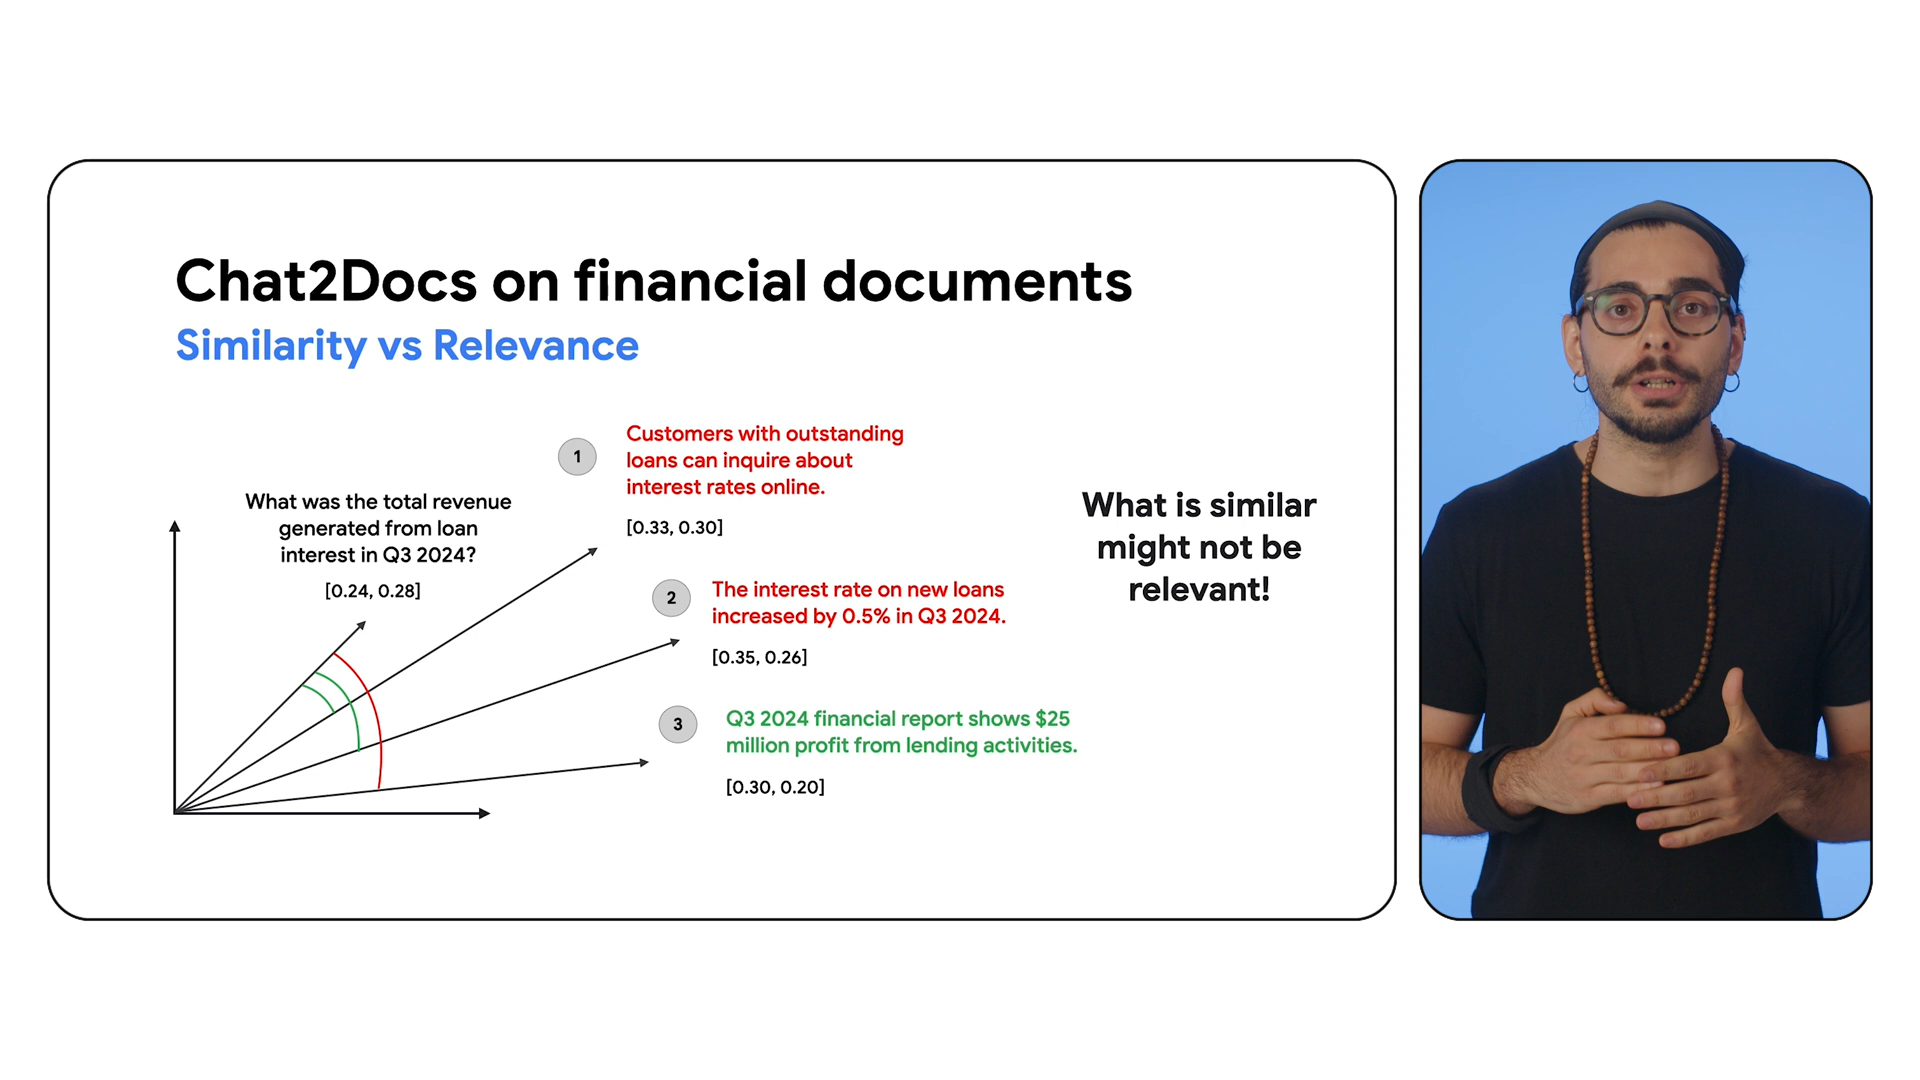 Chat2Docs on financial documents
Similarity vs Relevance
What was the total revenue
generated from loan
interest in Q3 2024?
[0.24, 0.28]
1
Customers with outstanding
loans can inquire about
interest rates online.
[0.33, 0.30]
2
The interest rate on new loans
increased by 0.5% in Q3 2024.
[0.35, 0.26]
3
Q3 2024 financial report shows $25
million profit from lending activities.
[0.30, 0.20]
What is similar
might not be
relevant!